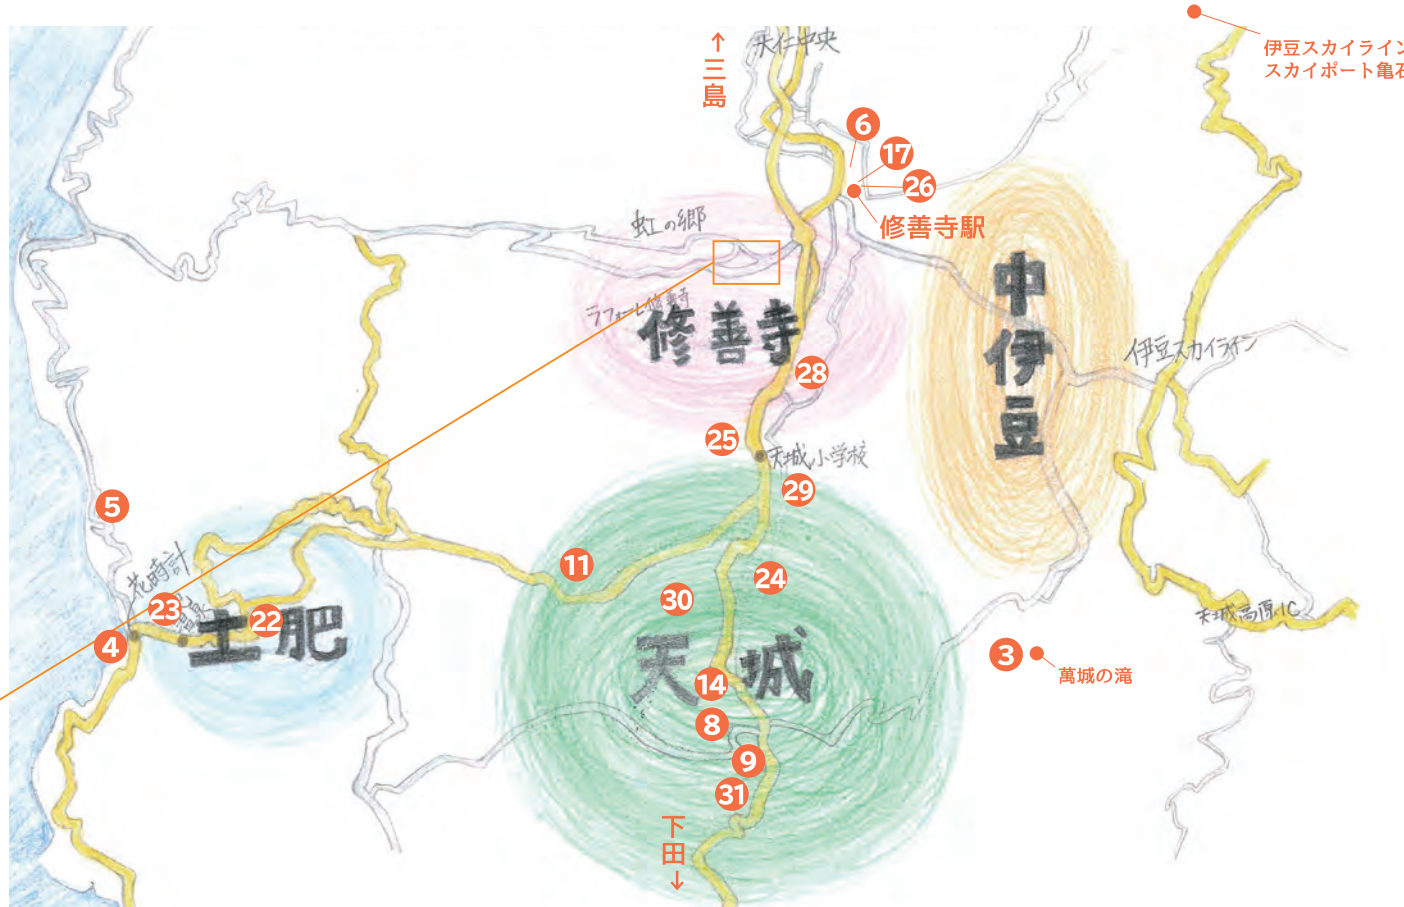 伊豆スカイライン
スカイポート亀石
↑三島
大仁中央
6
17
26
修善寺駅
虹の郷
ラフォーレ修善寺
修善寺
中伊豆
伊豆スカイライン
28
25
天城小学校
29
5
花時計
23
22
4
土肥
11
24
30
天城高原IC
天城
3
萬城の滝
14
8
9
31
下田↓